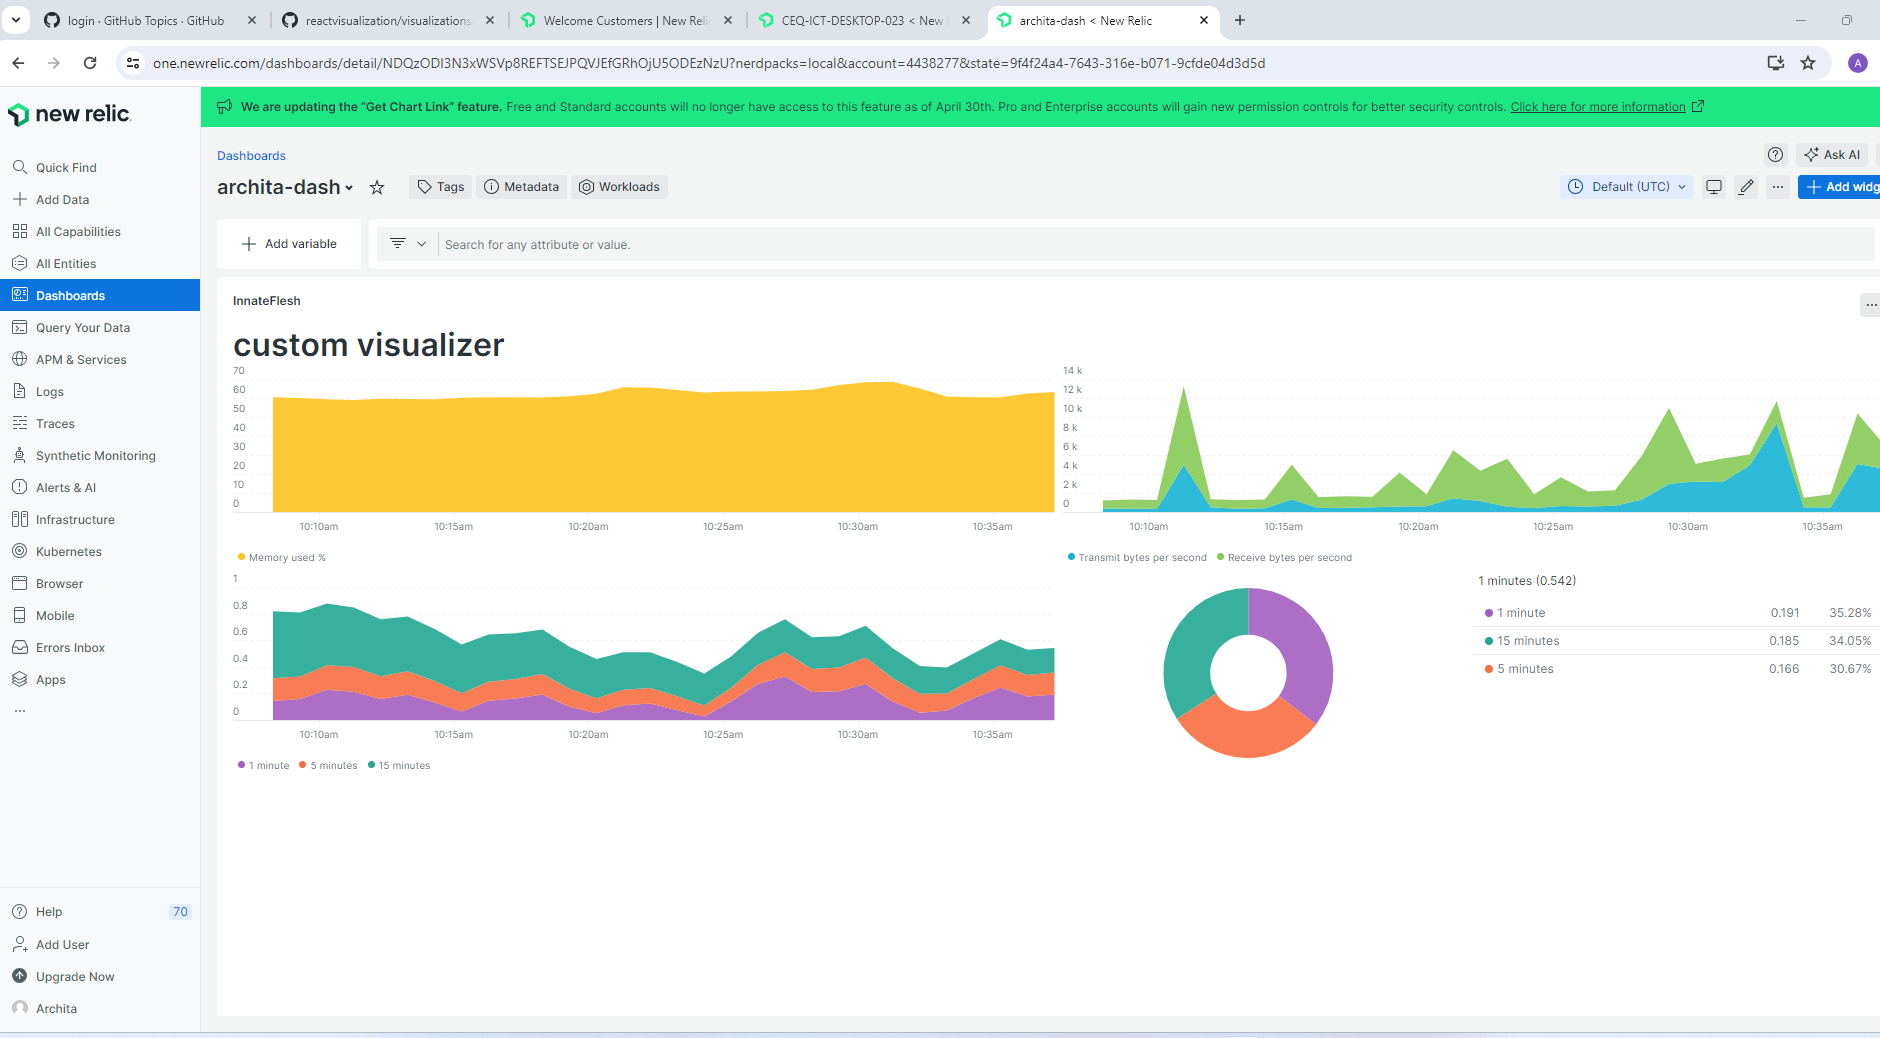 login · GitHub Topics · GitHub
reactvisualization/visualizations
Welcome Customers | New Relic
CEQ-ICT-DESKTOP-023 < New
archita-dash < New Relic
one.newrelic.com/dashboards/detail/NDQzODI3N3xWSVp8REFTSEJPQVJEfGRhOjU5ODEzNzU?nerdpacks=local&account=4438277&state=9f4f24a4-7643-316e-b071-9cfde04d3d5d
A
new relic
We are updating the "Get Chart Link" feature. Free and Standard accounts will no longer have access to this feature as of April 30th. Pro and Enterprise accounts will gain new permission controls for better security controls. Click here for more information
Quick Find
Add Data
All Capabilities
All Entities
Dashboards
Query Your Data
APM & Services
Logs
Traces
Synthetic Monitoring
Alerts & AI
Infrastructure
Kubernetes
Browser
Mobile
Errors Inbox
Apps
...
Help 70
Add User
Upgrade Now
Archita
Dashboards
Ask AI
archita-dash
Tags
Metadata
Workloads
Default (UTC)
...
Add widg
Add variable
Search for any attribute or value.
InnateFlesh
...
custom visualizer
70
60
50
40
30
20
10
0
10:10am 10:15am 10:20am 10:25am 10:30am 10:35am
Memory used %
14 k
12 k
10 k
8 k
6 k
4 k
2 k
0
10:10am 10:15am 10:20am 10:25am 10:30am 10:35am
Transmit bytes per second Receive bytes per second
1
0.8
0.6
0.4
0.2
0
10:10am 10:15am 10:20am 10:25am 10:30am 10:35am
1 minute 5 minutes 15 minutes
1 minutes (0.542)
1 minute 0.191 35.28%
15 minutes 0.185 34.05%
5 minutes 0.166 30.67%